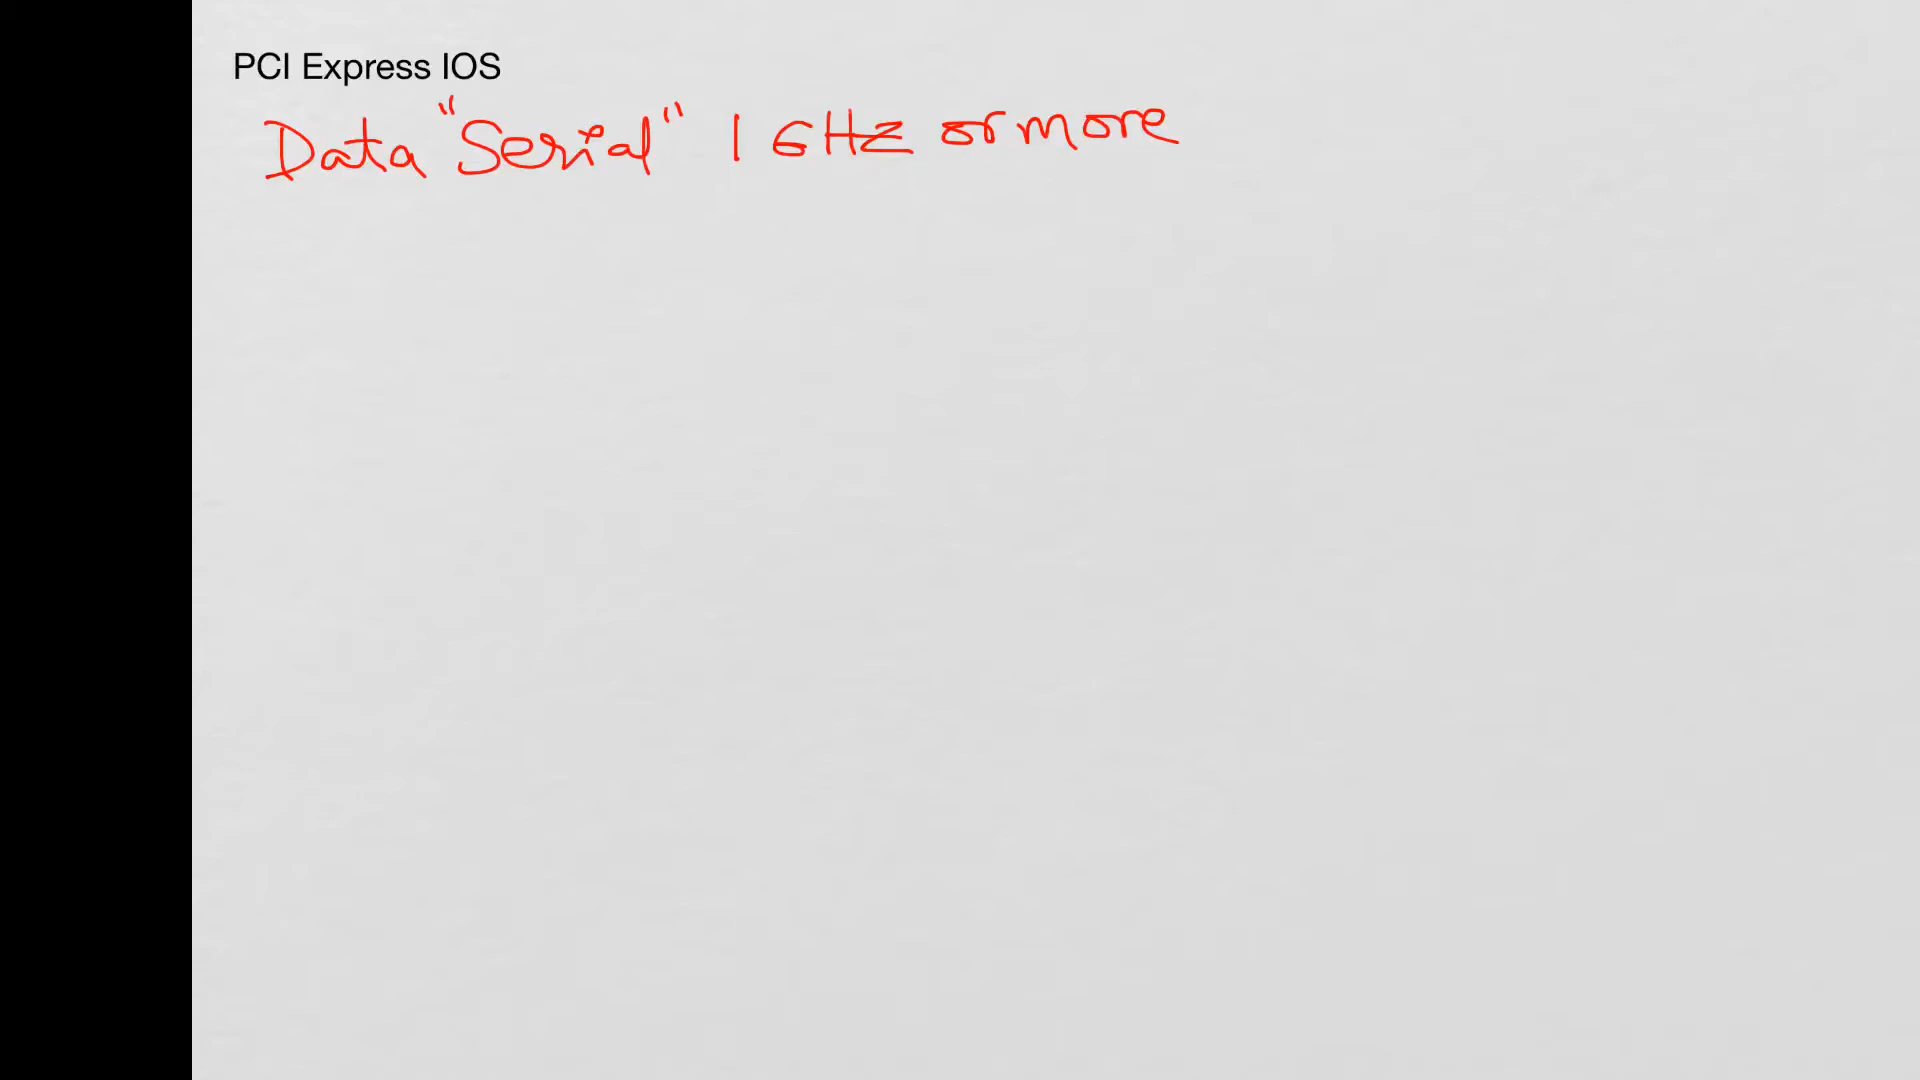 PCI Express IOS
Data "Serial" 1 GHz or more